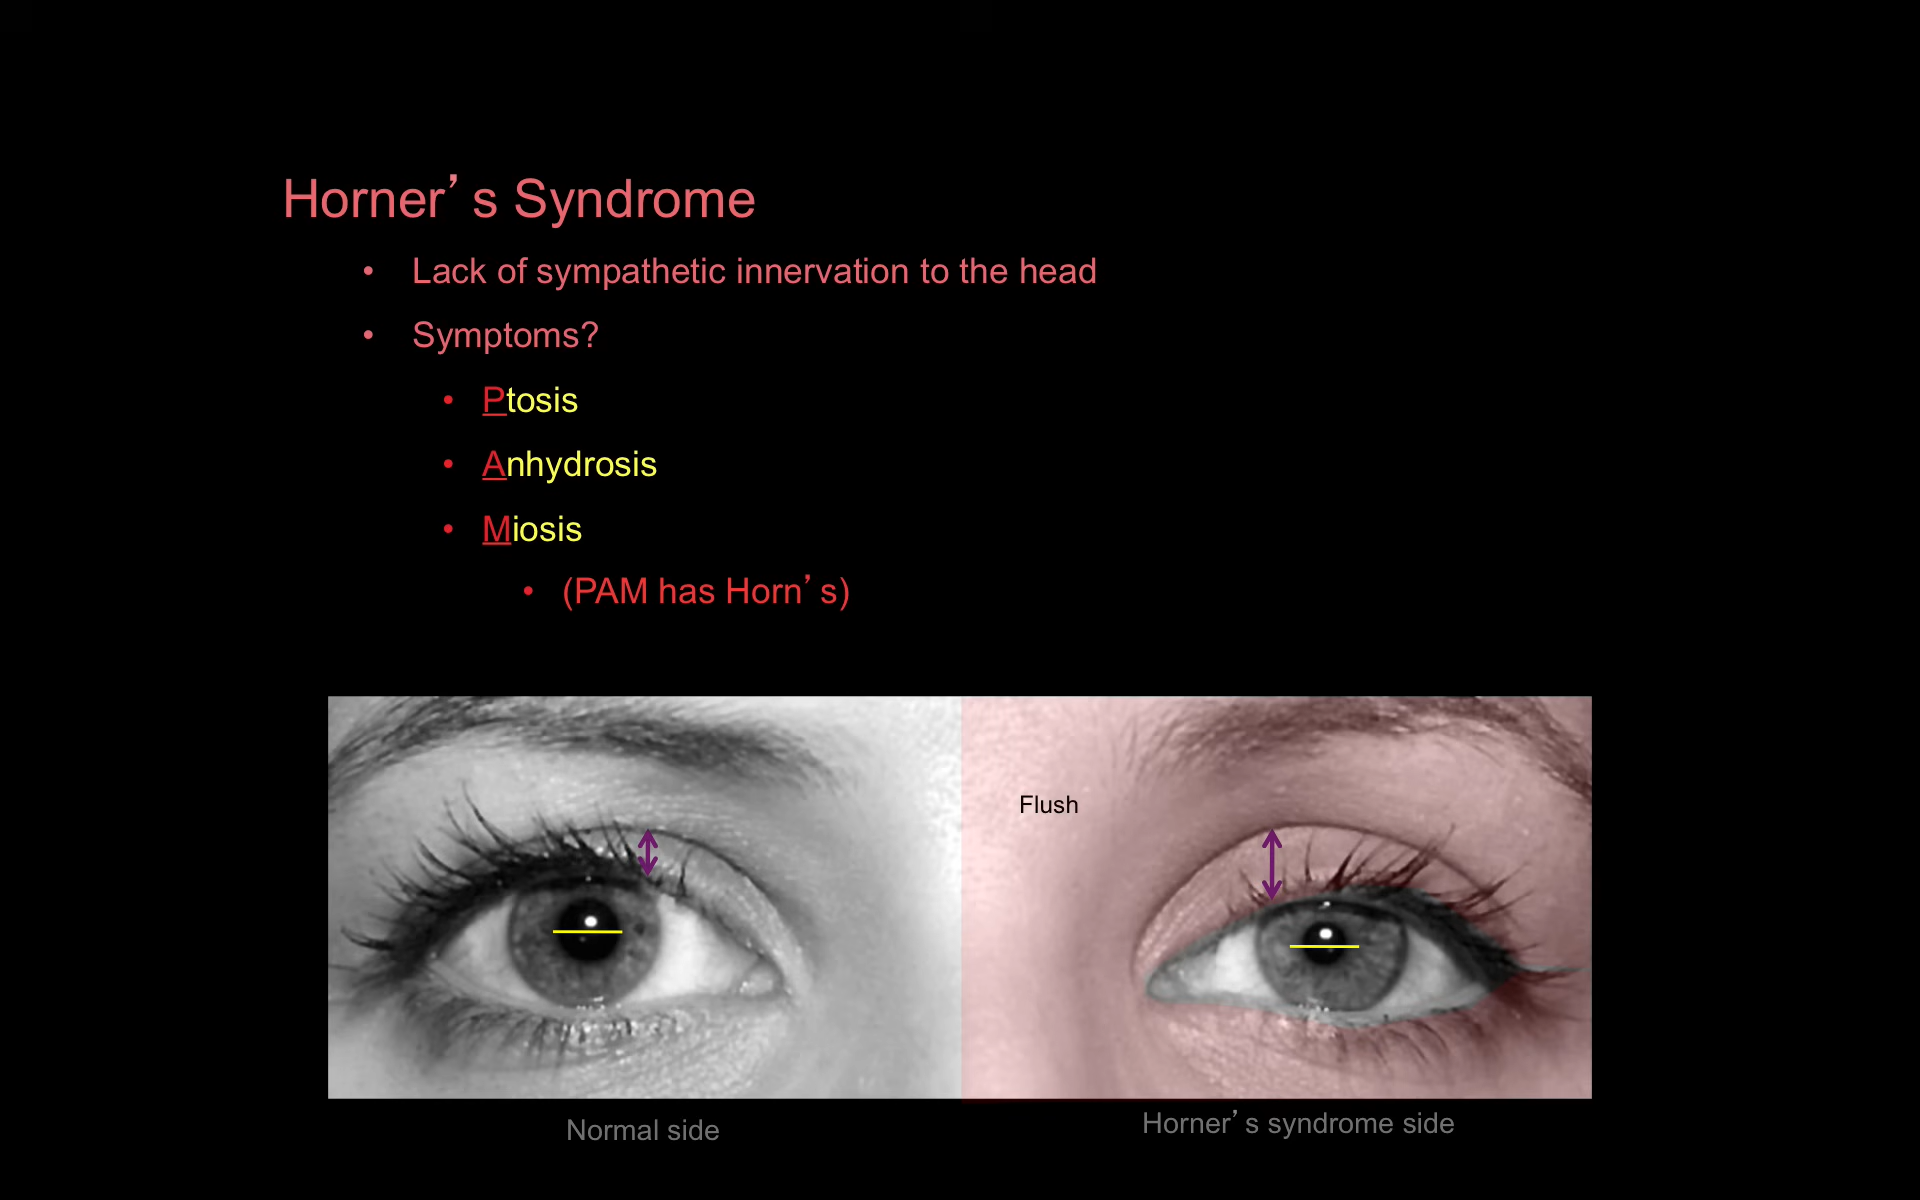 Horner’s Syndrome
• Lack of sympathetic innervation to the head
• Symptoms?
• Ptosis
• Anhydrosis
• Miosis
• (PAM has Horn’s)
Flush
Normal side
Horner’s syndrome side